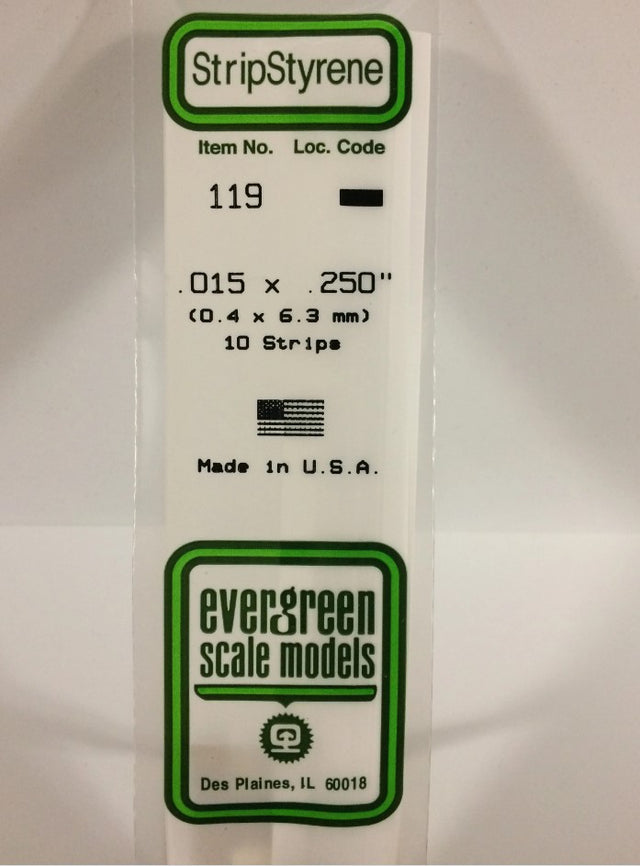 StripStyrene
Item No. Loc. Code
119
.015 x .250"
(0.4 x 6.3 mm)
10 Strips
Made in U.S.A.
evergreen
scale models
Des Plaines, IL 60018